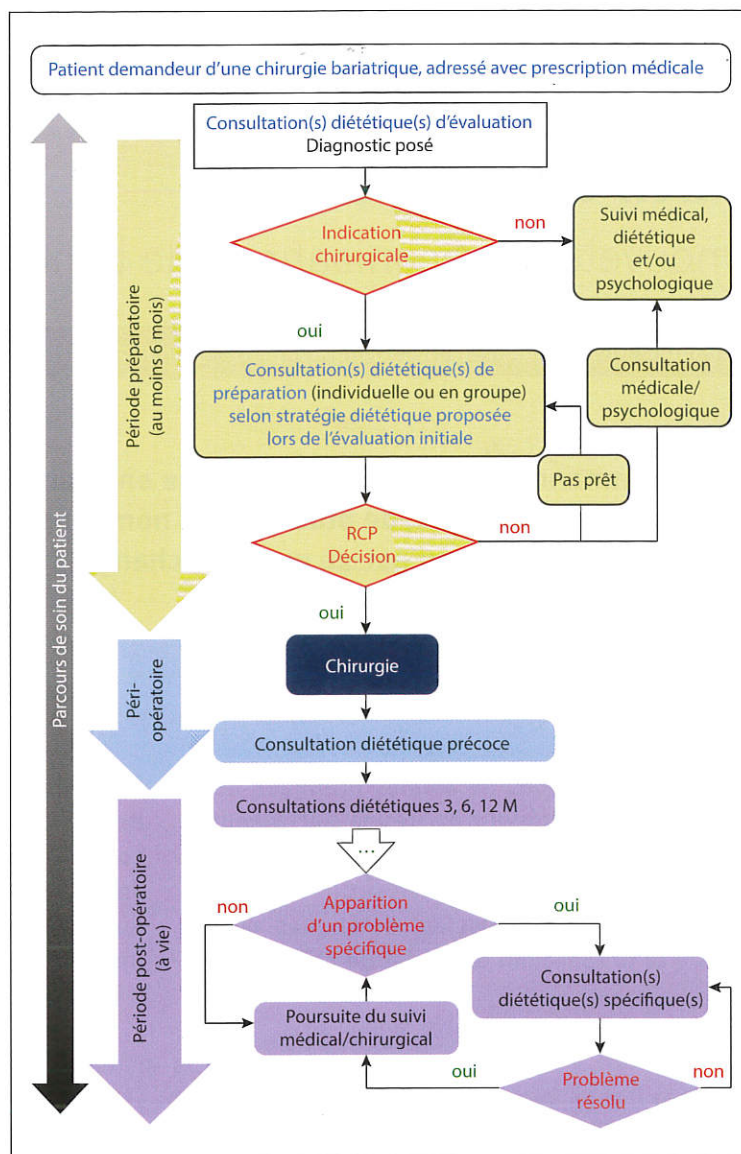 Patient demandeur d'une chirurgie bariatrique, adressé avec prescription médicale
Consultation(s) diététique(s) d'évaluation
Diagnostic posé
Indication
chirurgicale
non
Suivi médical,
diététique
et/ou
psychologique
oui
Consultation(s) diététique(s) de
préparation (individuelle ou en groupe)
selon stratégie diététique proposée
lors de l'évaluation initiale
Consultation
médicale/
psychologique
Pas prêt
RCP
Décision
non
oui
Chirurgie
Consultation diététique précoce
Consultations diététiques 3, 6, 12 M
...
Apparition
d'un problème
spécifique
non
oui
Consultation(s)
diététique(s) spécifique(s)
Poursuite du suivi
médical/chirurgical
Problème
résolu
oui
non
Parcours de soin du patient
Période préparatoire
(au moins 6 mois)
Péri-
opératoire
Période post-opératoire
(à vie)